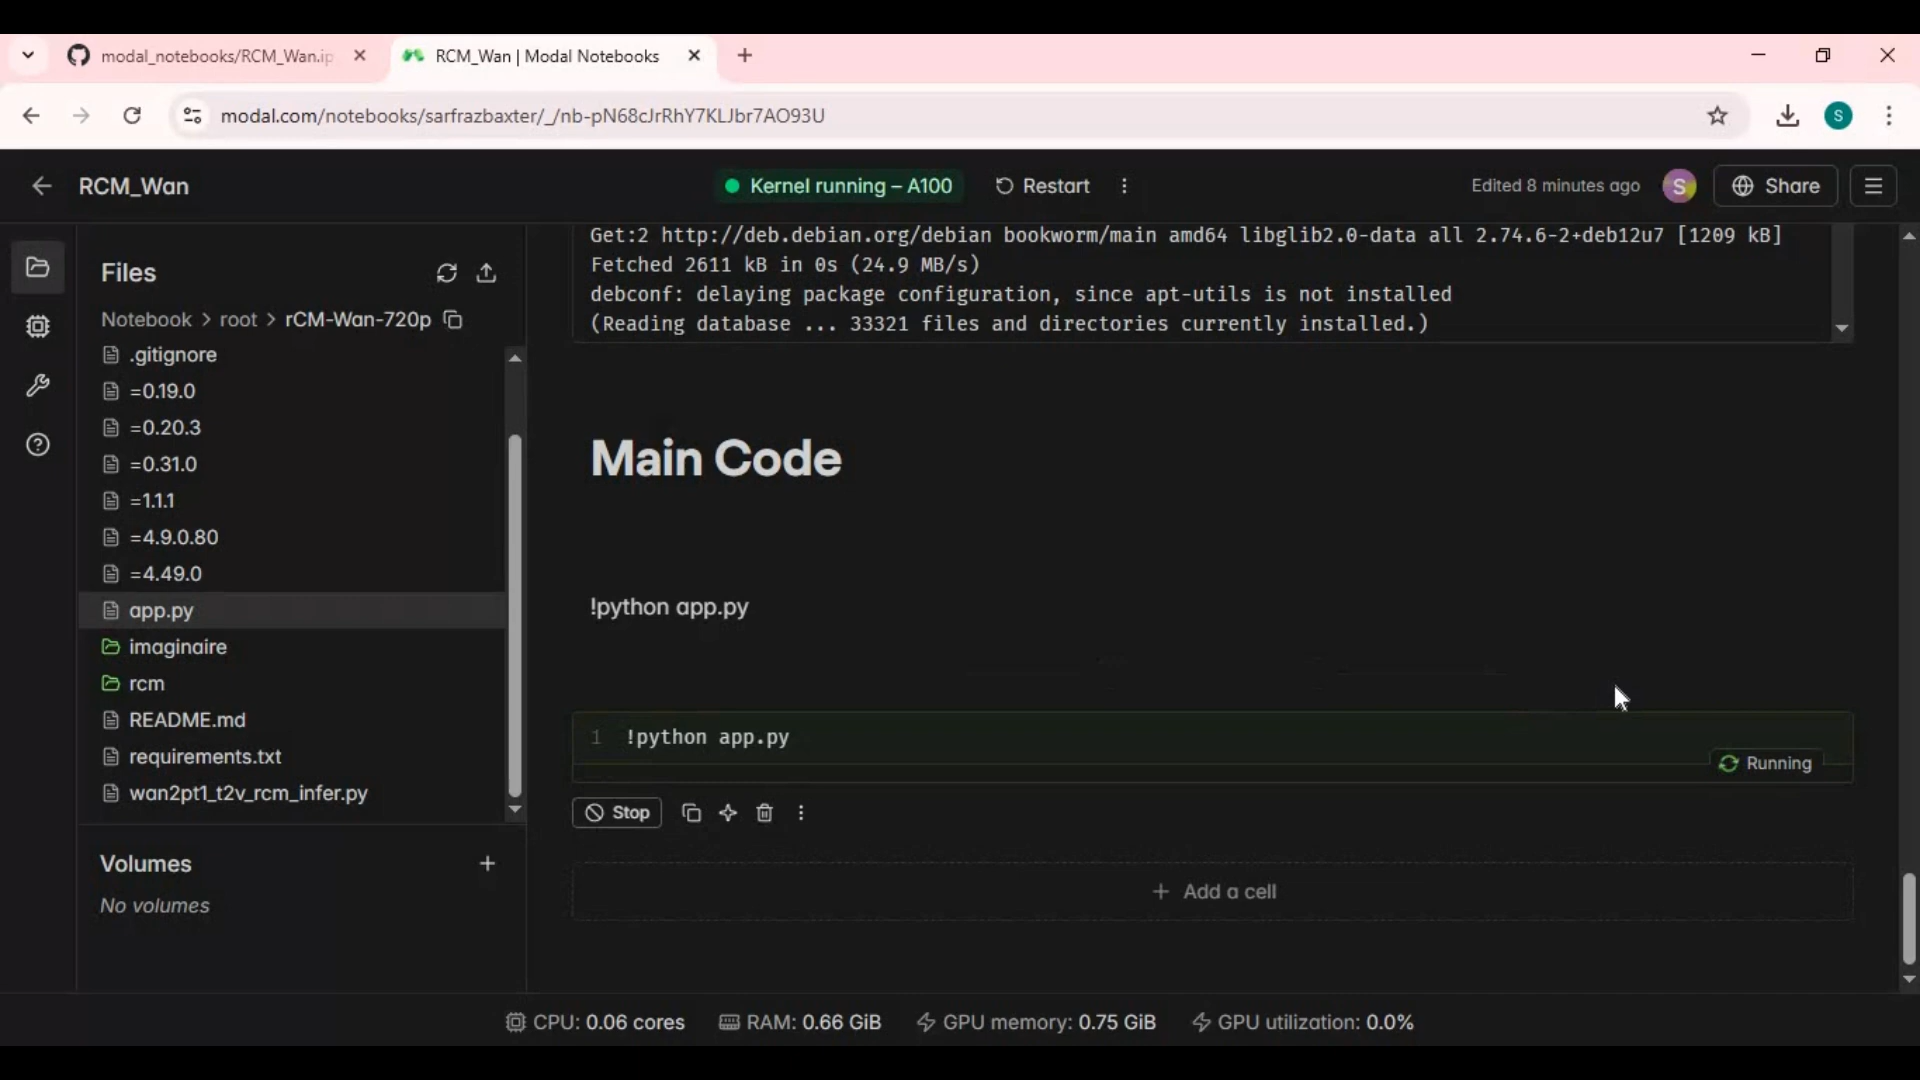 modal_notebooks/RCM_Wan.ip
RCM_Wan | Modal Notebooks
modal.com/notebooks/sarfrazbaxter/_/nb-pN68cJrRhY7KLJbr7AO93U
S
RCM_Wan
Kernel running – A100
Restart
Edited 8 minutes ago
S
Share
Files
Notebook > root > rCM-Wan-720p
.gitignore
=0.19.0
=0.20.3
=0.31.0
=1.1.1
=4.9.0.80
=4.49.0
app.py
imaginaire
rcm
README.md
requirements.txt
wan2pt1_t2v_rcm_infer.py
Volumes
No volumes
Get:2 http://deb.debian.org/debian bookworm/main amd64 libglib2.0-data all 2.74.6-2+deb12u7 [1209 kB]
Fetched 2611 kB in 0s (24.9 MB/s)
debconf: delaying package configuration, since apt-utils is not installed
(Reading database ... 33321 files and directories currently installed.)
Main Code
!python app.py
1 !python app.py
Running
Stop
+ Add a cell
CPU: 0.06 cores
RAM: 0.66 GiB
GPU memory: 0.75 GiB
GPU utilization: 0.0%